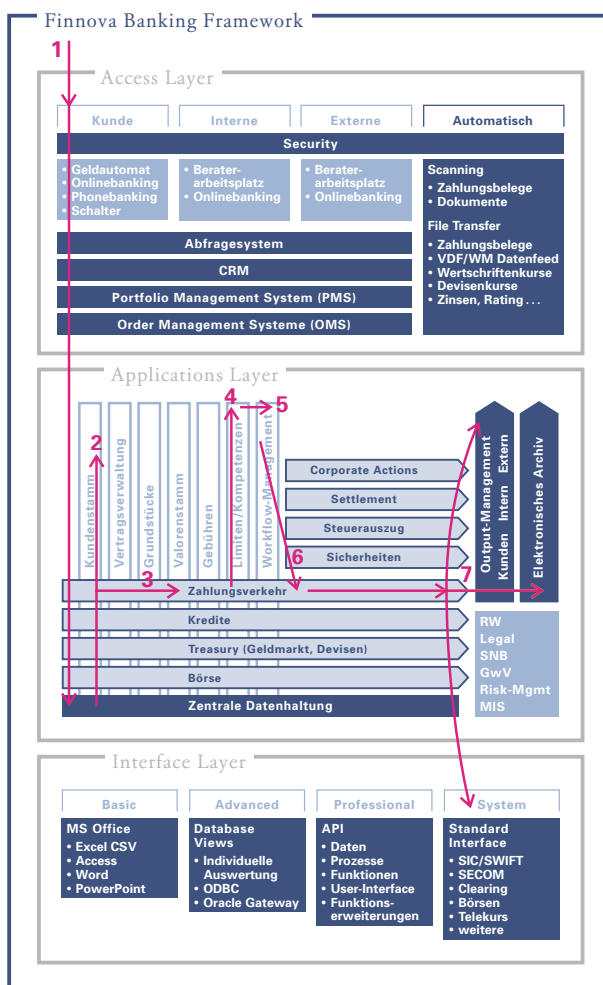 Finnova Banking Framework
1
Access Layer
Kunde
Interne
Externe
Automatisch
Security
• Geldautomat
• Onlinebanking
• Phonebanking
• Schalter
• Berater-
arbeitsplatz
• Onlinebanking
• Berater-
arbeitsplatz
• Onlinebanking
Scanning
• Zahlungsbelege
• Dokumente
File Transfer
• Zahlungsbelege
• VDF/WM Datenfeed
• Wertschriftenkurse
• Devisenkurse
• Zinsen, Rating . . .
Abfragesystem
CRM
Portfolio Management System (PMS)
Order Management Systeme (OMS)
Applications Layer
4
5
2
Kundenstamm
Vertragsverwaltung
Grundstücke
Valorenstamm
Gebühren
Limiten/Kompetenzen
Workflow-Management
Corporate Actions
Settlement
Steuerauszug
Sicherheiten
Output-Management
Kunden Intern Extern
Elektronisches Archiv
6
3
7
Zahlungsverkehr
Kredite
Treasury (Geldmarkt, Devisen)
Börse
Zentrale Datenhaltung
RW
Legal
SNB
GwV
Risk-Mgmt
MIS
Interface Layer
Basic
Advanced
Professional
System
MS Office
• Excel CSV
• Access
• Word
• PowerPoint
Database
Views
• Individuelle
Auswertung
• ODBC
• Oracle Gateway
API
• Daten
• Prozesse
• Funktionen
• User-Interface
• Funktions-
erweiterungen
Standard
Interface
• SIC/SWIFT
• SECOM
• Clearing
• Börsen
• Telekurs
• weitere